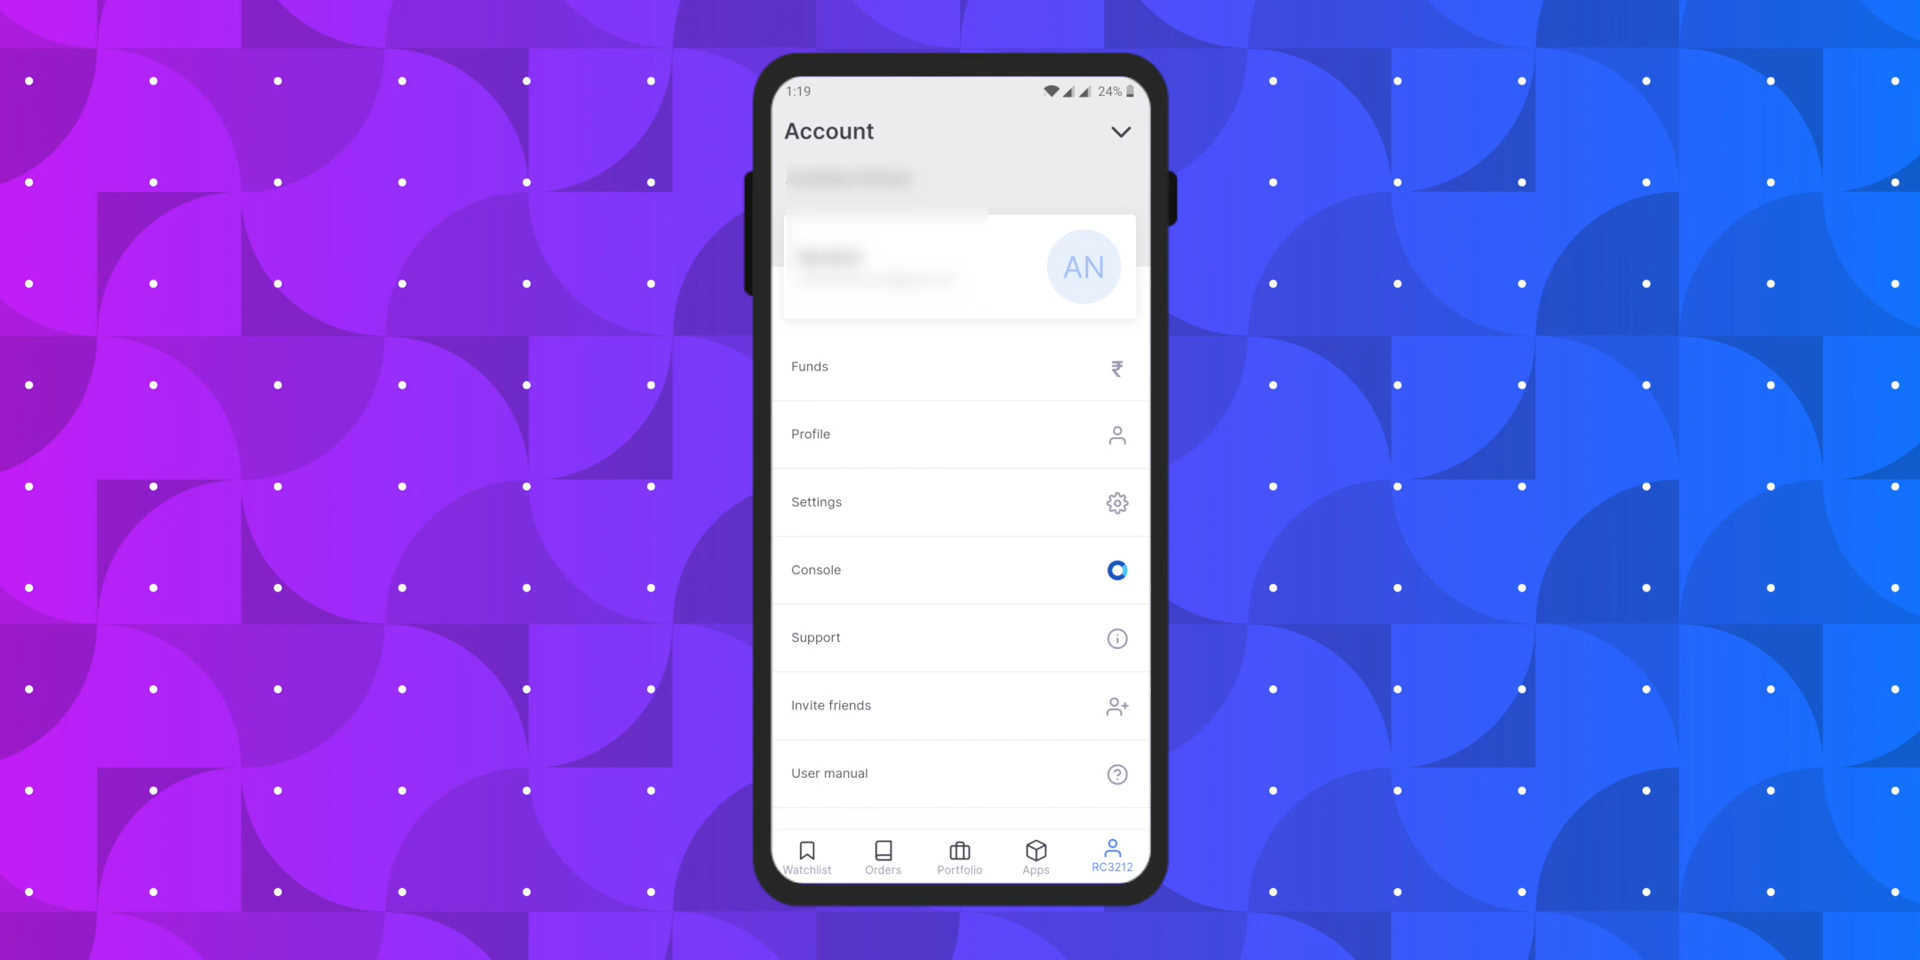 1:19 24%
Account
AN
Funds ₹
Profile
Settings
Console
Support
Invite friends
User manual
Watchlist Orders Portfolio Apps RC3212